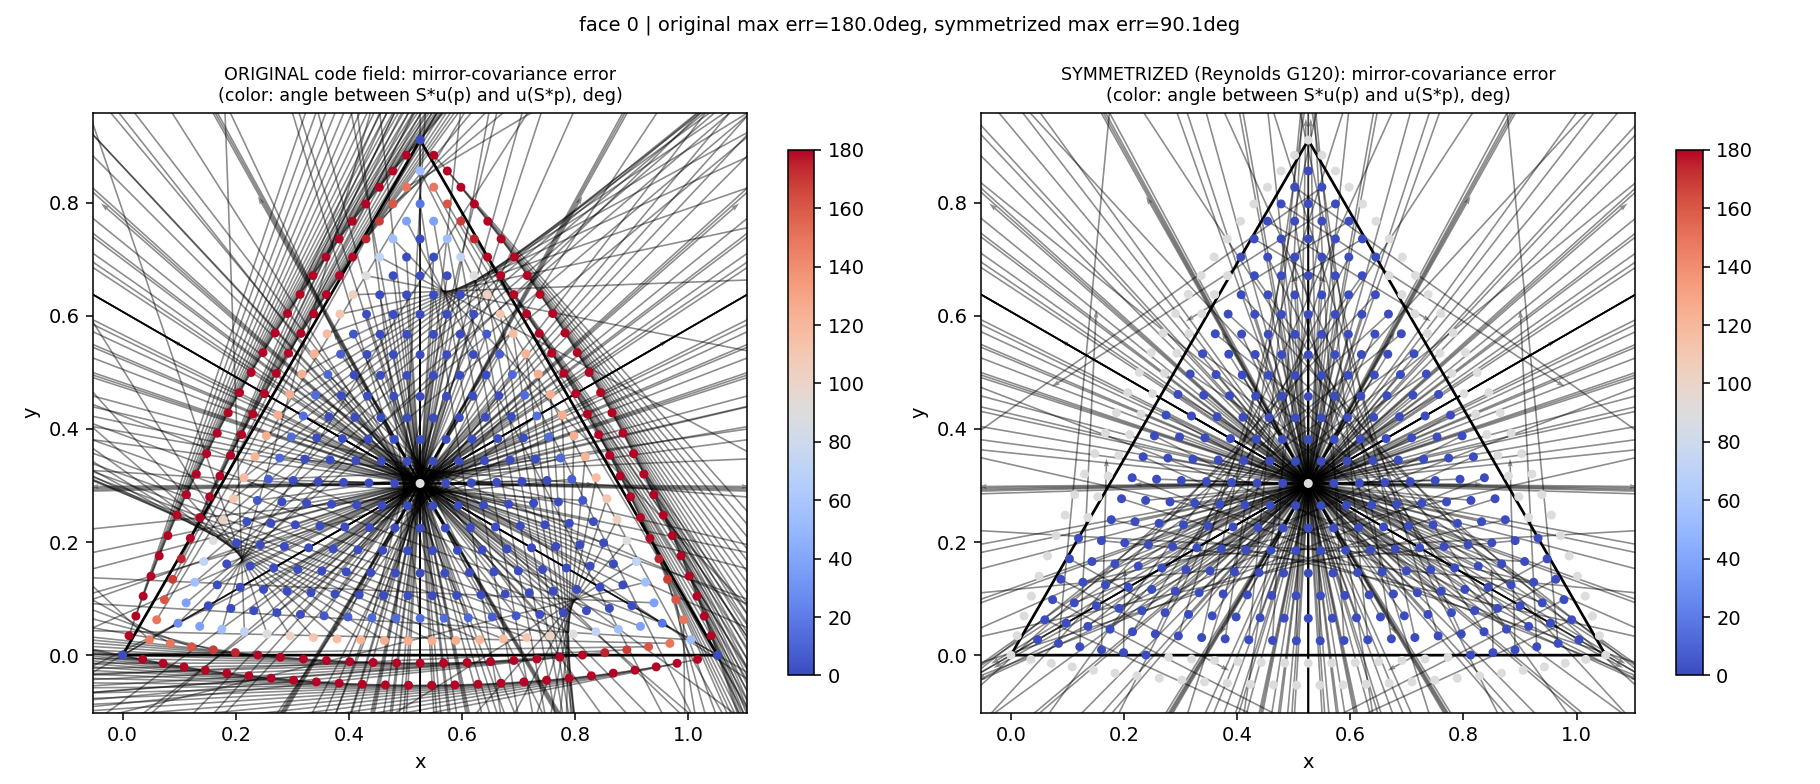 face 0 | original max err=180.0deg, symmetrized max err=90.1deg
ORIGINAL code field: mirror-covariance error
(color: angle between S*u(p) and u(S*p), deg)
0.8
0.6
0.4
0.2
0.0
y
0.0 0.2 0.4 0.6 0.8 1.0
x
180
160
140
120
100
80
60
40
20
0
SYMMETRIZED (Reynolds G120): mirror-covariance error
(color: angle between S*u(p) and u(S*p), deg)
0.8
0.6
0.4
0.2
0.0
y
0.0 0.2 0.4 0.6 0.8 1.0
x
180
160
140
120
100
80
60
40
20
0